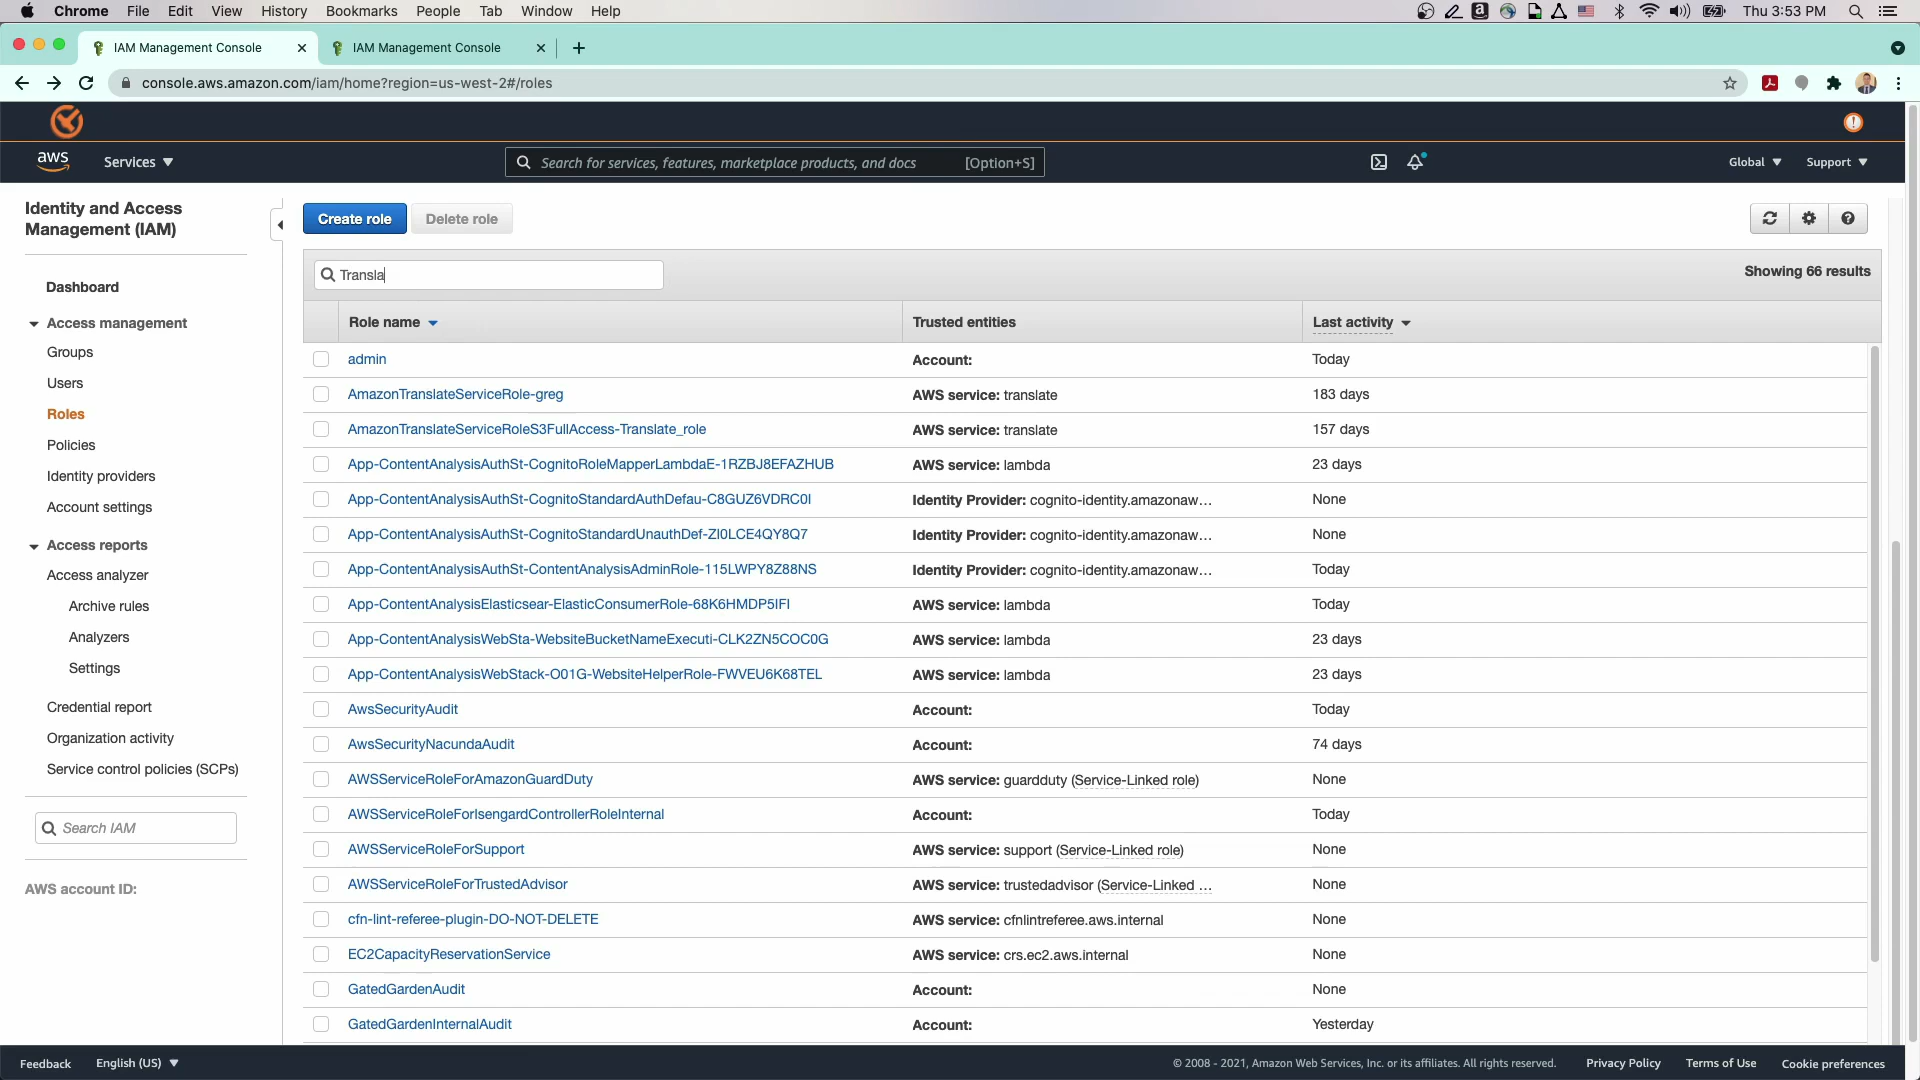 Chrome File Edit View History Bookmarks People Tab Window Help Thu 3:53 PM
IAM Management Console IAM Management Console
console.aws.amazon.com/iam/home?region=us-west-2#/roles
aws Services Search for services, features, marketplace products, and docs [Option+S] Global Support
Identity and Access
Management (IAM)
Dashboard
Access management
Groups
Users
Roles
Policies
Identity providers
Account settings
Access reports
Access analyzer
Archive rules
Analyzers
Settings
Credential report
Organization activity
Service control policies (SCPs)
Search IAM
AWS account ID:
Create role Delete role
Transla Showing 66 results
Role name Trusted entities Last activity
admin Account: Today
AmazonTranslateServiceRole-greg AWS service: translate 183 days
AmazonTranslateServiceRoleS3FullAccess-Translate_role AWS service: translate 157 days
App-ContentAnalysisAuthSt-CognitoRoleMapperLambdaE-1RZBJ8EFAZHUB AWS service: lambda 23 days
App-ContentAnalysisAuthSt-CognitoStandardAuthDefau-C8GUZ6VDRC0I Identity Provider: cognito-identity.amazonaw… None
App-ContentAnalysisAuthSt-CognitoStandardUnauthDef-ZI0LCE4QY8Q7 Identity Provider: cognito-identity.amazonaw… None
App-ContentAnalysisAuthSt-ContentAnalysisAdminRole-115LWPY8Z88NS Identity Provider: cognito-identity.amazonaw… Today
App-ContentAnalysisElasticsear-ElasticConsumerRole-68K6HMDP5IFI AWS service: lambda Today
App-ContentAnalysisWebSta-WebsiteBucketNameExecuti-CLK2ZN5COC0G AWS service: lambda 23 days
App-ContentAnalysisWebStack-O01G-WebsiteHelperRole-FWVEU6K68TEL AWS service: lambda 23 days
AwsSecurityAudit Account: Today
AwsSecurityNacundaAudit Account: 74 days
AWSServiceRoleForAmazonGuardDuty AWS service: guardduty (Service-Linked role) None
AWSServiceRoleForIsengardControllerRoleInternal Account: Today
AWSServiceRoleForSupport AWS service: support (Service-Linked role) None
AWSServiceRoleForTrustedAdvisor AWS service: trustedadvisor (Service-Linked … None
cfn-lint-referee-plugin-DO-NOT-DELETE AWS service: cfnlintreferee.aws.internal None
EC2CapacityReservationService AWS service: crs.ec2.aws.internal None
GatedGardenAudit Account: None
GatedGardenInternalAudit Account: Yesterday
Feedback English (US) © 2008 - 2021, Amazon Web Services, Inc. or its affiliates. All rights reserved. Privacy Policy Terms of Use Cookie preferences